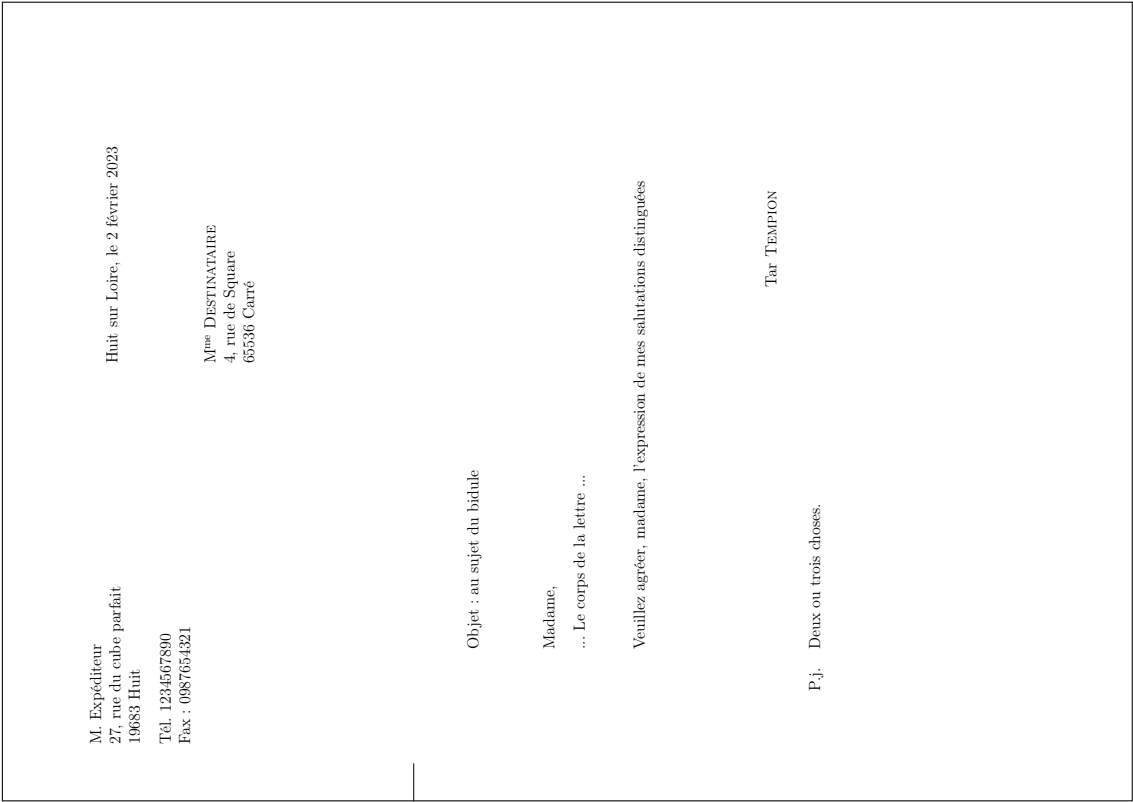 M. Expéditeur
27, rue du cube parfait
19683 Huit
Tél. 1234567890
Fax : 0987654321
Huit sur Loire, le 2 février 2023
Mme DESTINATAIRE
4, rue de Square
65536 Carré
Objet : au sujet du bidule
Madame,
... Le corps de la lettre ...
Veuillez agréer, madame, l'expression de mes salutations distinguées
Tar TEMPION
P.j. Deux ou trois choses.